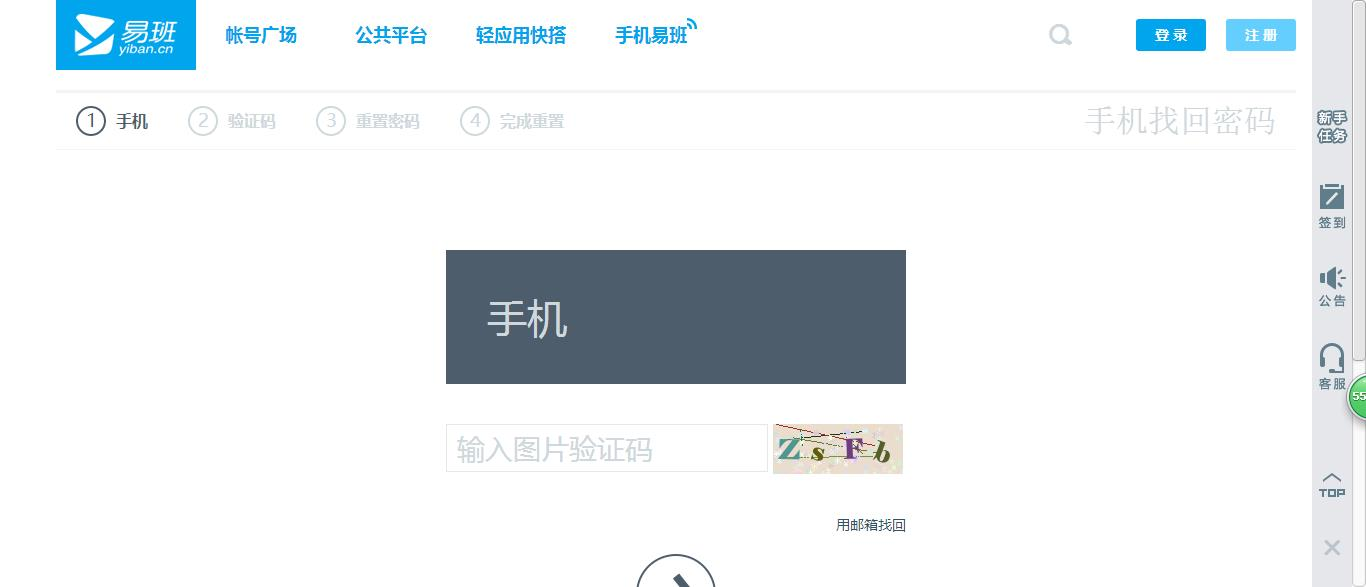 易班
yiban.cn
帐号广场
公共平台
轻应用快搭
手机易班
登录
注册
1 手机
2 验证码
3 重置密码
4 完成重置
手机找回密码
新手
任务
签到
公告
客服
55
手机
输入图片验证码
ZsFb
用邮箱找回
TOP